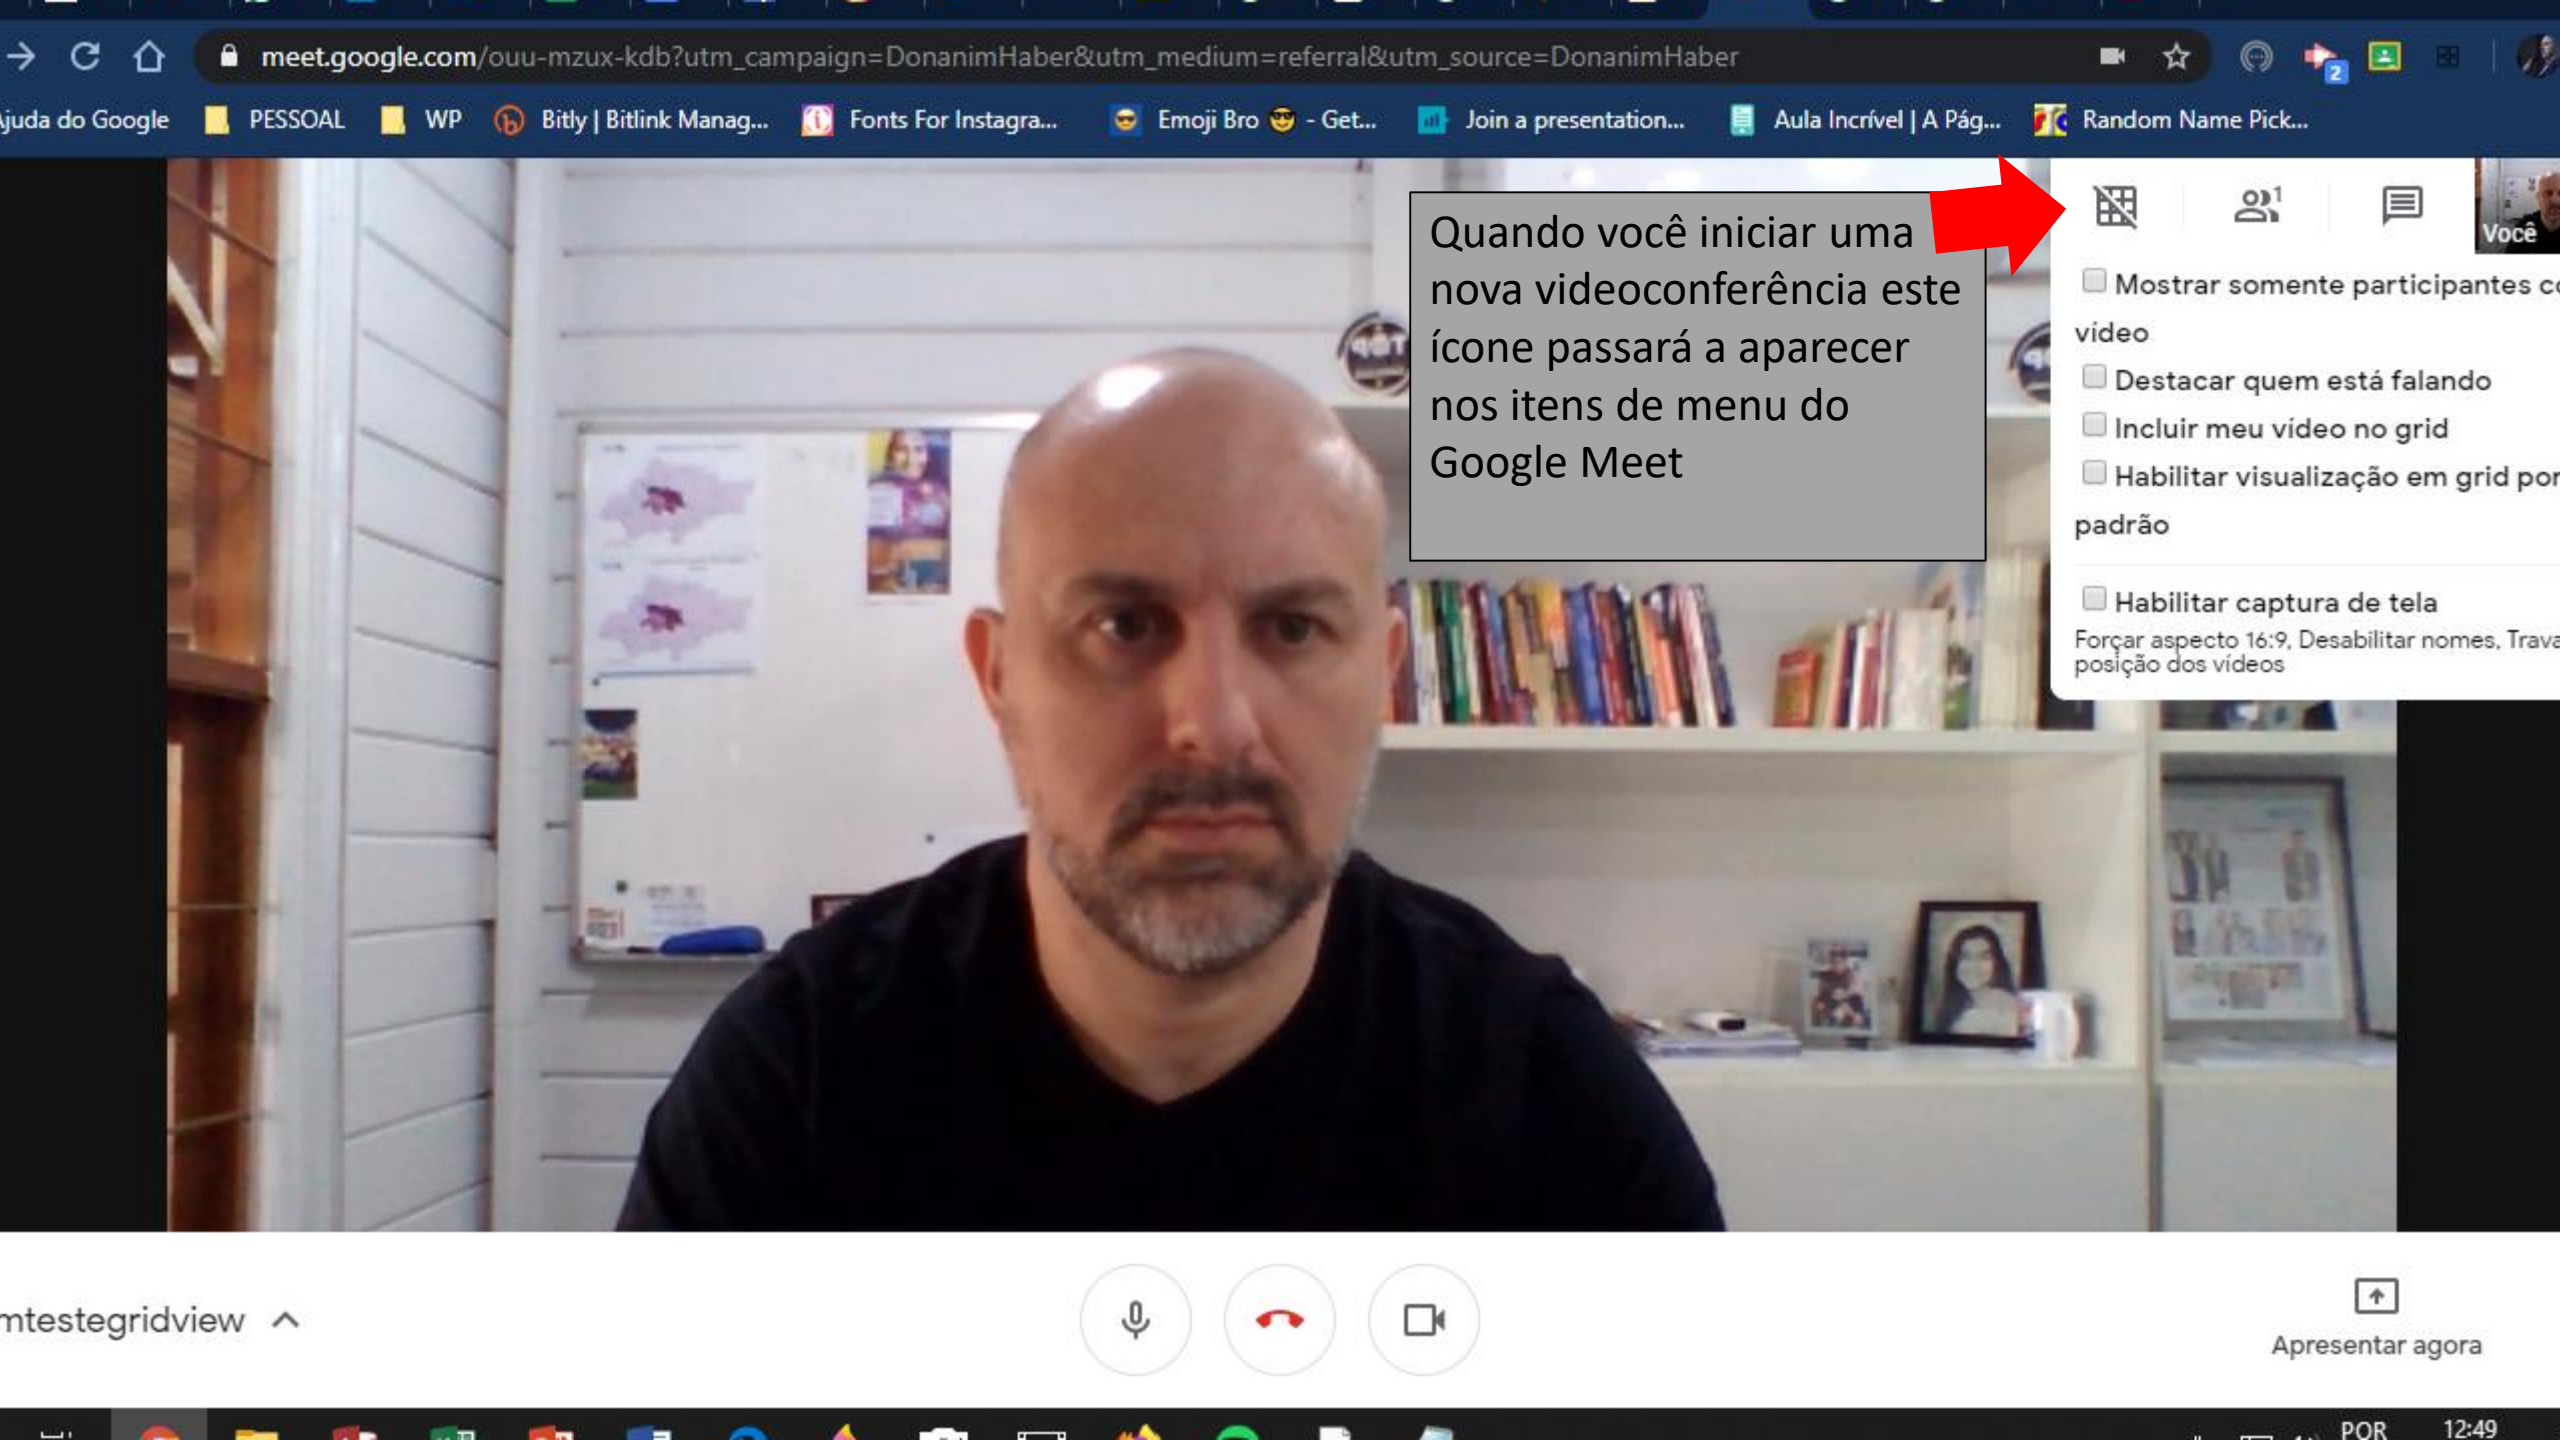 meet.google.com/ouu-mzux-kdb?utm_campaign=DonanimHaber&utm_medium=referral&utm_source=DonanimHaber
2
Ajuda do Google PESSOAL WP Bitly | Bitlink Manag... Fonts For Instagra... Emoji Bro 😎 - Get... Join a presentation... Aula Incrível | A Pág... Random Name Pick...
Quando você iniciar uma
nova videoconferência este
ícone passará a aparecer
nos itens de menu do
Google Meet
1
Você
Mostrar somente participantes
vídeo
Destacar quem está falando
Incluir meu vídeo no grid
Habilitar visualização em grid por
padrão
Habilitar captura de tela
Forçar aspecto 16:9, Desabilitar nomes, Trava
posição dos vídeos
TOP
mtestegridview
Apresentar agora
POR 12:49